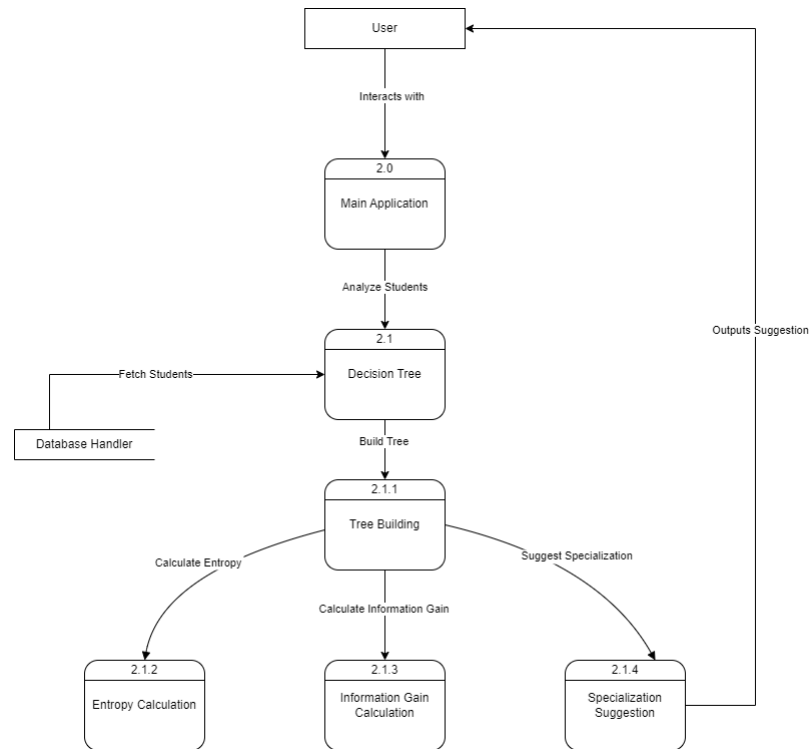 User
Interacts with
2.0
Main Application
Analyze Students
Outputs Suggestion
2.1
Decision Tree
Fetch Students
Database Handler
Build Tree
2.1.1
Tree Building
Calculate Entropy
Suggest Specialization
Calculate Information Gain
2.1.2
Entropy Calculation
2.1.3
Information Gain
Calculation
2.1.4
Specialization
Suggestion